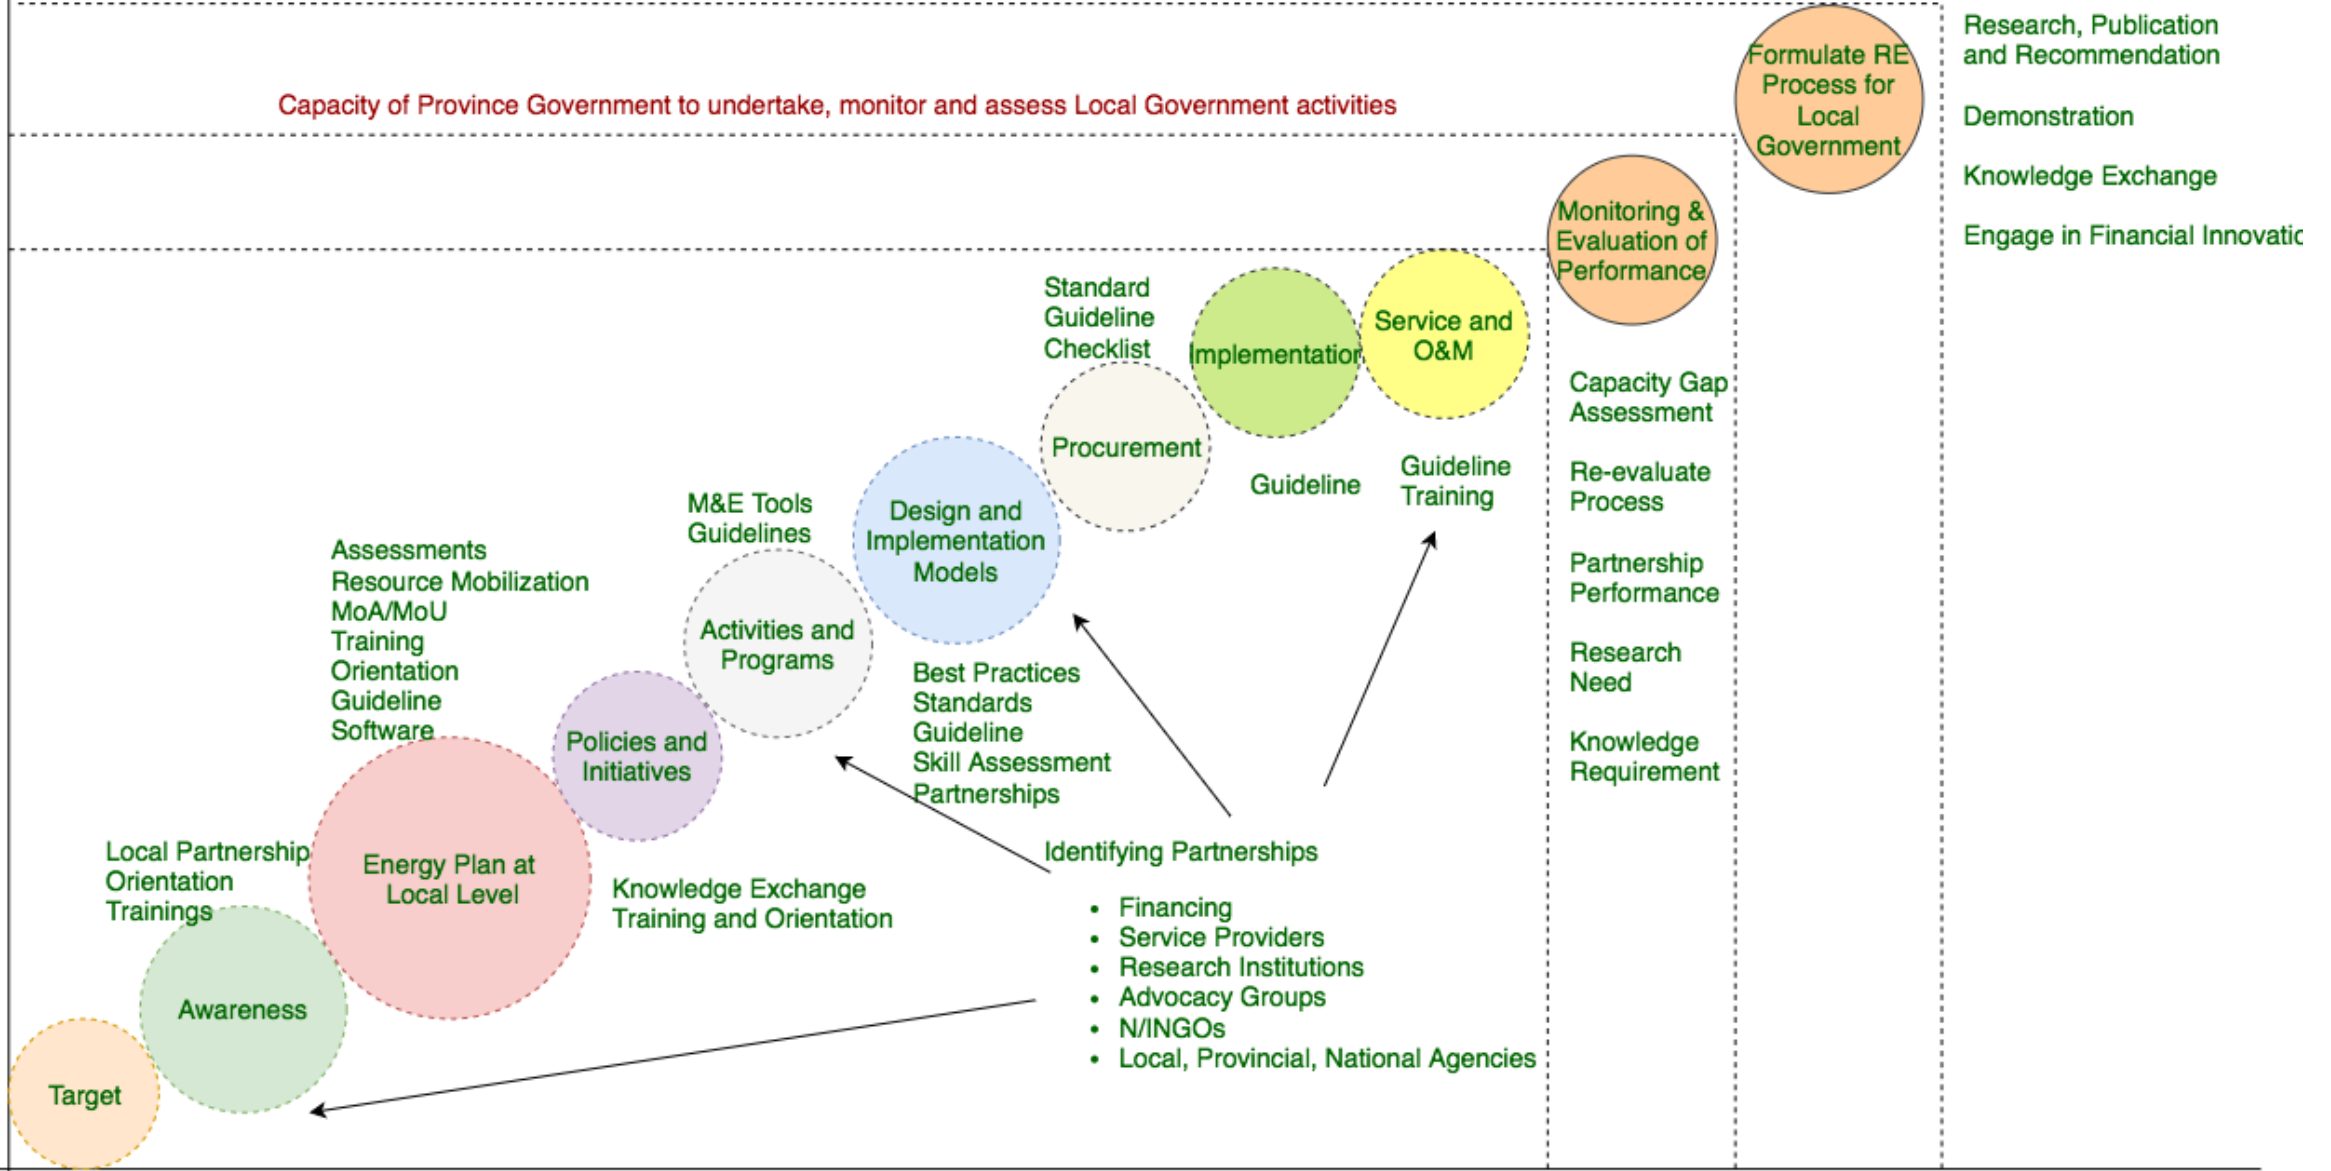 Research, Publication
and Recommendation
Demonstration
Knowledge Exchange
Engage in Financial Innovatic
Formulate RE
Process for
Local
Government
Capacity of Province Government to undertake, monitor and assess Local Government activities
Monitoring &
Evaluation of
Performance
Capacity Gap
Assessment
Re-evaluate
Process
Partnership
Performance
Research
Need
Knowledge
Requirement
Service and
O&M
Guideline
Training
Implementation
Guideline
Standard
Guideline
Checklist
Procurement
Design and
Implementation
Models
Best Practices
Standards
Guideline
Skill Assessment
Partnerships
M&E Tools
Guidelines
Activities and
Programs
Policies and
Initiatives
Knowledge Exchange
Training and Orientation
Assessments
Resource Mobilization
MoA/MoU
Training
Orientation
Guideline
Software
Energy Plan at
Local Level
Local Partnership
Orientation
Trainings
Awareness
Target
Identifying Partnerships
• Financing
• Service Providers
• Research Institutions
• Advocacy Groups
• N/INGOs
• Local, Provincial, National Agencies